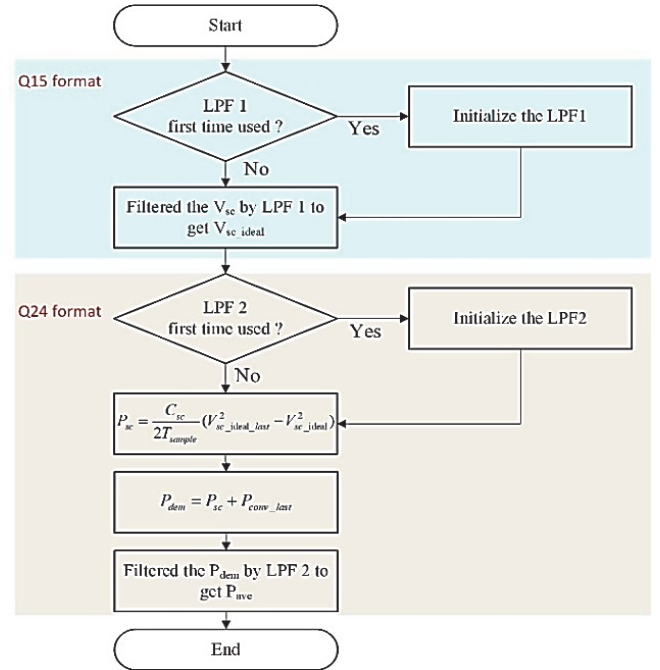 Start
Q15 format
LPF 1
first time used ?
Yes
Initialize the LPF1
No
Filtered the V_sc by LPF 1 to
get V_sc_ideal
Q24 format
LPF 2
first time used ?
Yes
Initialize the LPF2
No
P_sc = C_sc / 2T_sample (V²_sc_ideal_last − V²_sc_ideal)
P_dem = P_sc + P_conv_last
Filtered the P_dem by LPF 2 to
get P_ave
End